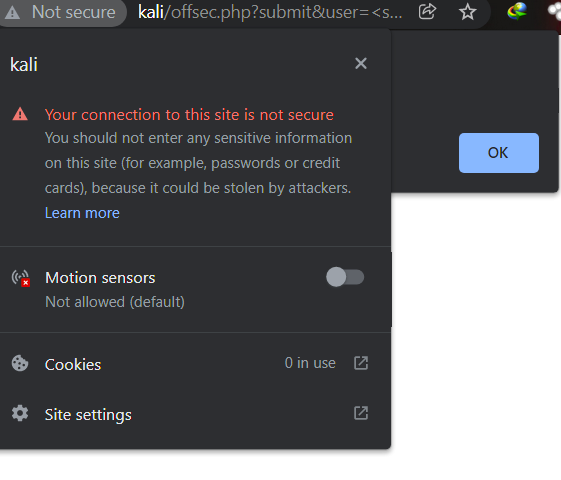 Not secure kali/offsec.php?submit&user=<s...
kali
Your connection to this site is not secure
You should not enter any sensitive information
on this site (for example, passwords or credit
cards), because it could be stolen by attackers.
Learn more
OK
Motion sensors
Not allowed (default)
Cookies 0 in use
Site settings